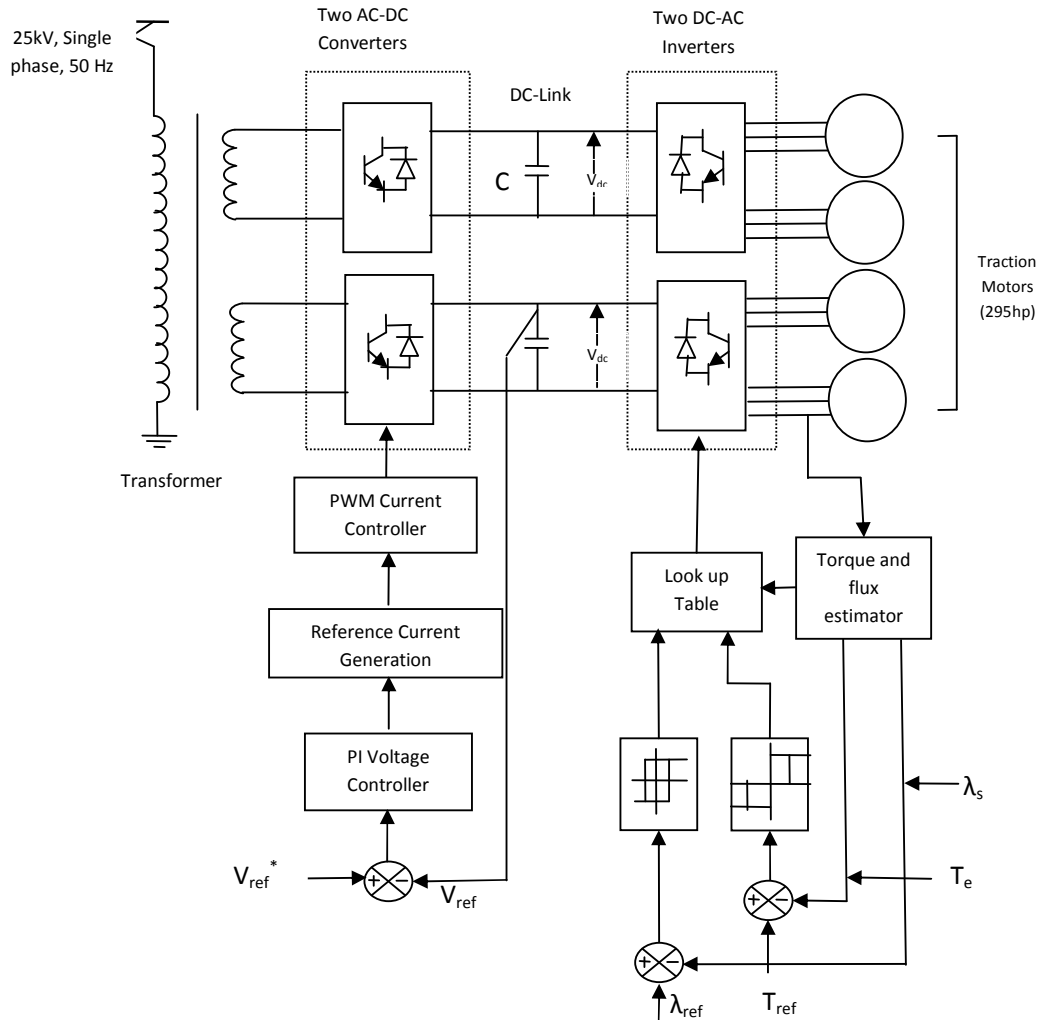 25kV, Single
phase, 50 Hz
Two AC-DC
Converters
Two DC-AC
Inverters
DC-Link
C
Vdc
Vdc
Traction
Motors
(295hp)
Transformer
PWM Current
Controller
Reference Current
Generation
PI Voltage
Controller
Vref*
+
−
Vref
Look up
Table
Torque and
flux
estimator
λs
Te
+
−
Tref
+
−
λref